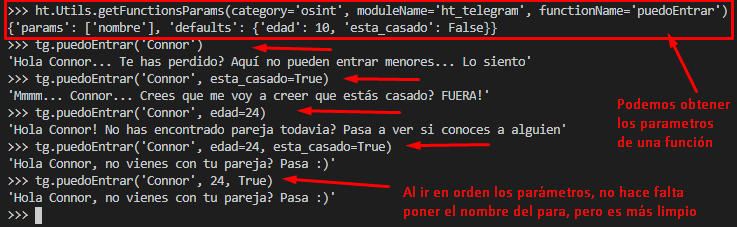 >>> ht.Utils.getFunctionsParams(category='osint', moduleName='ht_telegram', functionName='puedoEntrar')
{'params': ['nombre'], 'defaults': {'edad': 10, 'esta_casado': False}}
>>> tg.puedoEntrar('Connor')
'Hola Connor... Te has perdido? Aquí no pueden entrar menores... Lo siento'
>>> tg.puedoEntrar('Connor', esta_casado=True)
'Mmmm... Connor... Crees que me voy a creer que estás casado? FUERA!'
>>> tg.puedoEntrar('Connor', edad=24)
'Hola Connor! No has encontrado pareja todavia? Pasa a ver si conoces a alguien'
>>> tg.puedoEntrar('Connor', edad=24, esta_casado=True)
'Hola Connor, no vienes con tu pareja? Pasa :)'
>>> tg.puedoEntrar('Connor', 24, True)
'Hola Connor, no vienes con tu pareja? Pasa :)'
>>>
Podemos obtener
los parametros
de una función
Al ir en orden los parámetros, no hace falta
poner el nombre del para, pero es más limpio